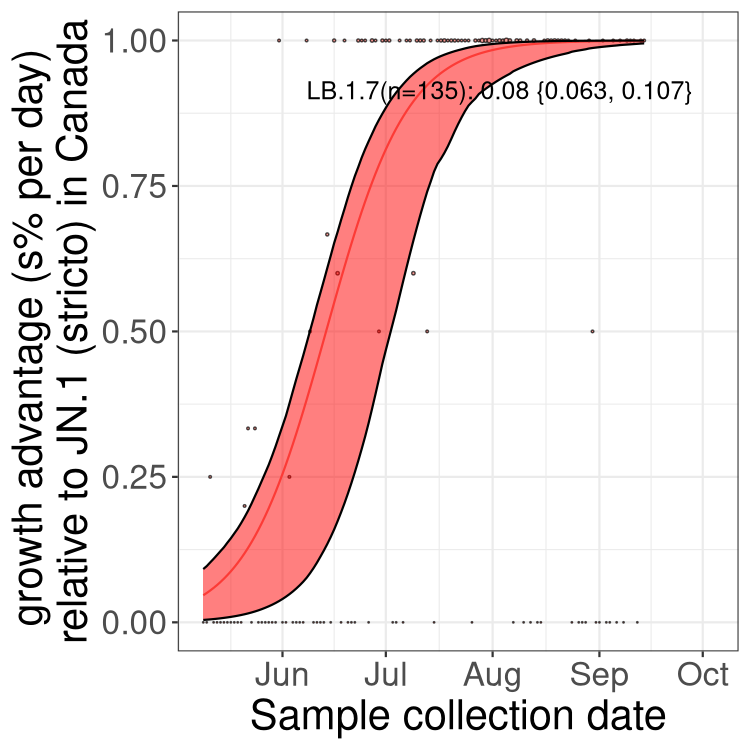 growth advantage (s% per day)
relative to JN.1 (stricto) in Canada
1.00
0.75
0.50
0.25
0.00
LB.1.7(n=135): 0.08 {0.063, 0.107}
Jun Jul Aug Sep Oct
Sample collection date